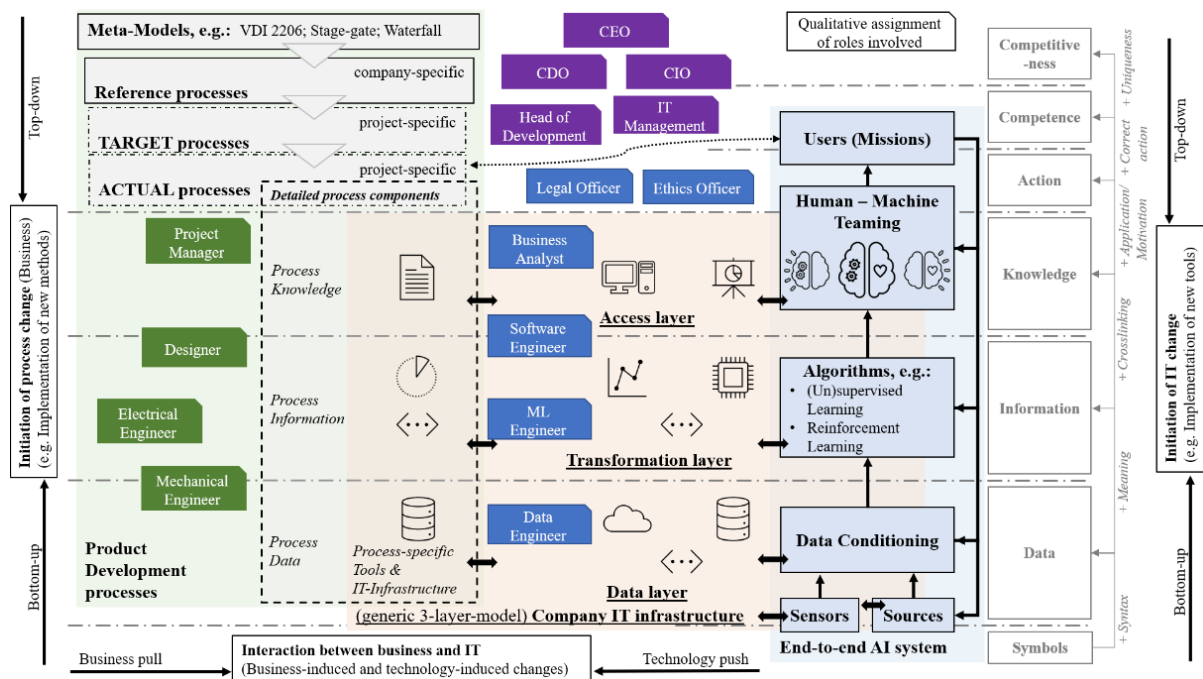 Meta-Models, e.g.: VDI 2206; Stage-gate; Waterfall
company-specific
Reference processes
project-specific
TARGET processes
project-specific
ACTUAL processes
Detailed process components
CEO
CDO
CIO
Head of
Development
IT
Management
Legal Officer
Ethics Officer
Qualitative assignment
of roles involved
Users (Missions)
Human – Machine
Teaming
Algorithms, e.g.:
• (Un)supervised
Learning
• Reinforcement
Learning
Data Conditioning
Sensors
Sources
End-to-end AI system
Project
Manager
Designer
Electrical
Engineer
Mechanical
Engineer
Product
Development
processes
Process
Knowledge
Process
Information
Process
Data
Process-specific
Tools &
IT-Infrastructure
Business
Analyst
Software
Engineer
ML
Engineer
Data
Engineer
Access layer
Transformation layer
Data layer
(generic 3-layer-model) Company IT infrastructure
Competitive
-ness
Competence
Action
Knowledge
Information
Data
Symbols
+ Uniqueness
+ Correct
action
+ Application/
Motivation
+ Crosslinking
+ Meaning
+ Syntax
Top-down
Initiation of process change (Business)
(e.g. Implementation of new methods)
Bottom-up
Top-down
Initiation of IT change
(e.g. Implementation of new tools)
Bottom-up
Business pull
Interaction between business and IT
(Business-induced and technology-induced changes)
Technology push